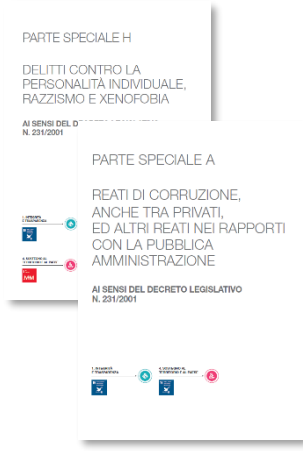 PARTE SPECIALE H
DELITTI CONTRO LA
PERSONALITÀ INDIVIDUALE,
RAZZISMO E XENOFOBIA
AI SENSI DEL
N. 231/2001
PARTE SPECIALE A
REATI DI CORRUZIONE,
ANCHE TRA PRIVATI,
ED ALTRI REATI NEI RAPPORTI
CON LA PUBBLICA
AMMINISTRAZIONE
AI SENSI DEL DECRETO LEGISLATIVO
N. 231/2001